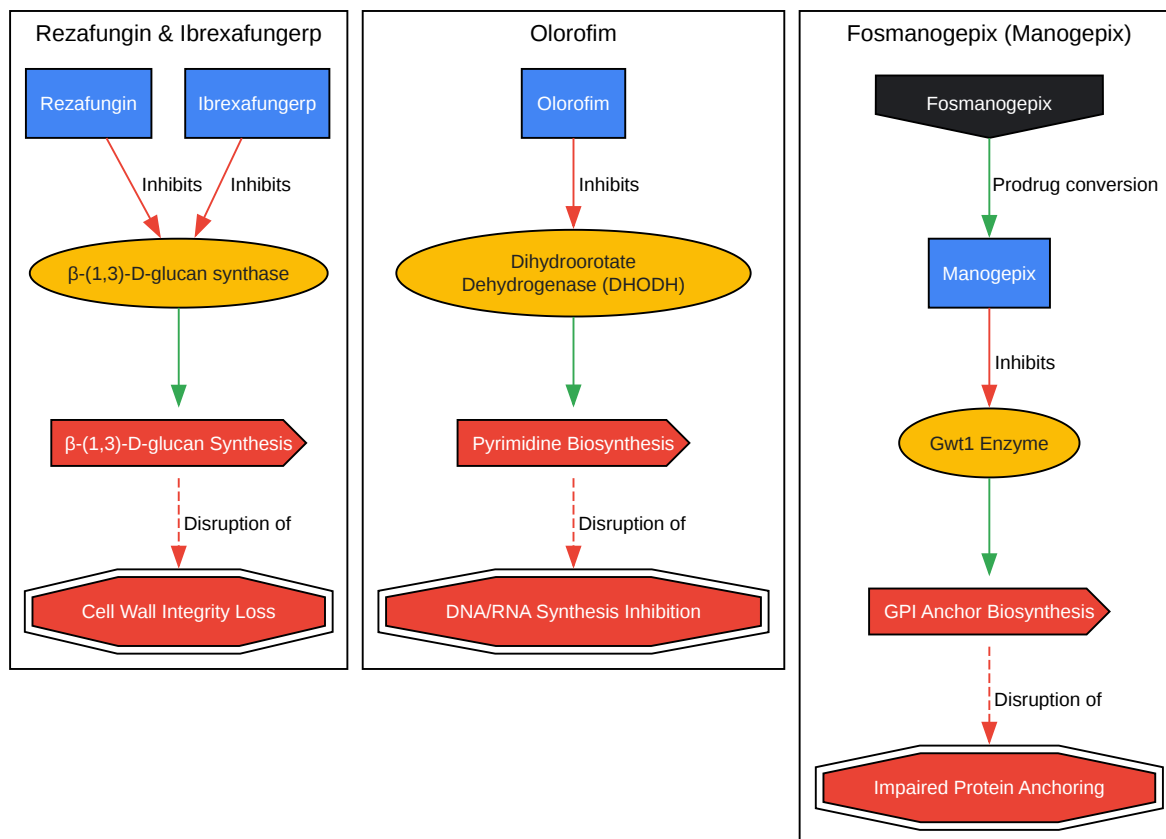 Rezafungin & Ibrexafungerp
Rezafungin
Ibrexafungerp
Inhibits
Inhibits
β-(1,3)-D-glucan synthase
β-(1,3)-D-glucan Synthesis
Disruption of
Cell Wall Integrity Loss
Olorofim
Olorofim
Inhibits
Dihydroorotate
Dehydrogenase (DHODH)
Pyrimidine Biosynthesis
Disruption of
DNA/RNA Synthesis Inhibition
Fosmanogepix (Manogepix)
Fosmanogepix
Prodrug conversion
Manogepix
Inhibits
Gwt1 Enzyme
GPI Anchor Biosynthesis
Disruption of
Impaired Protein Anchoring